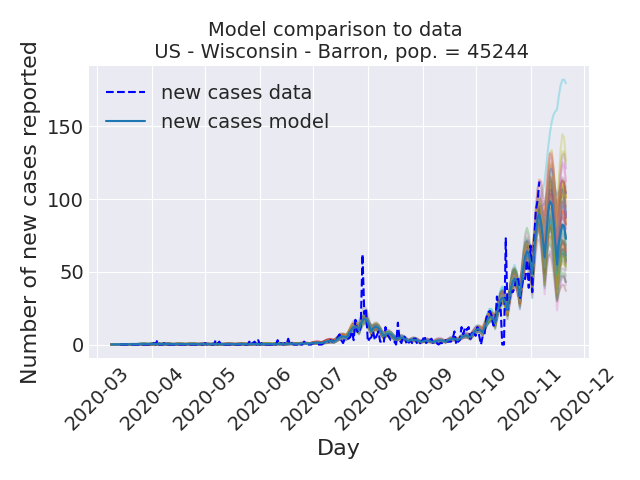 Model comparison to data
US - Wisconsin - Barron, pop. = 45244
Number of new cases reported
new cases data
new cases model
150
100
50
0
2020-03
2020-04
2020-05
2020-06
2020-07
2020-08
2020-09
2020-10
2020-11
2020-12
Day